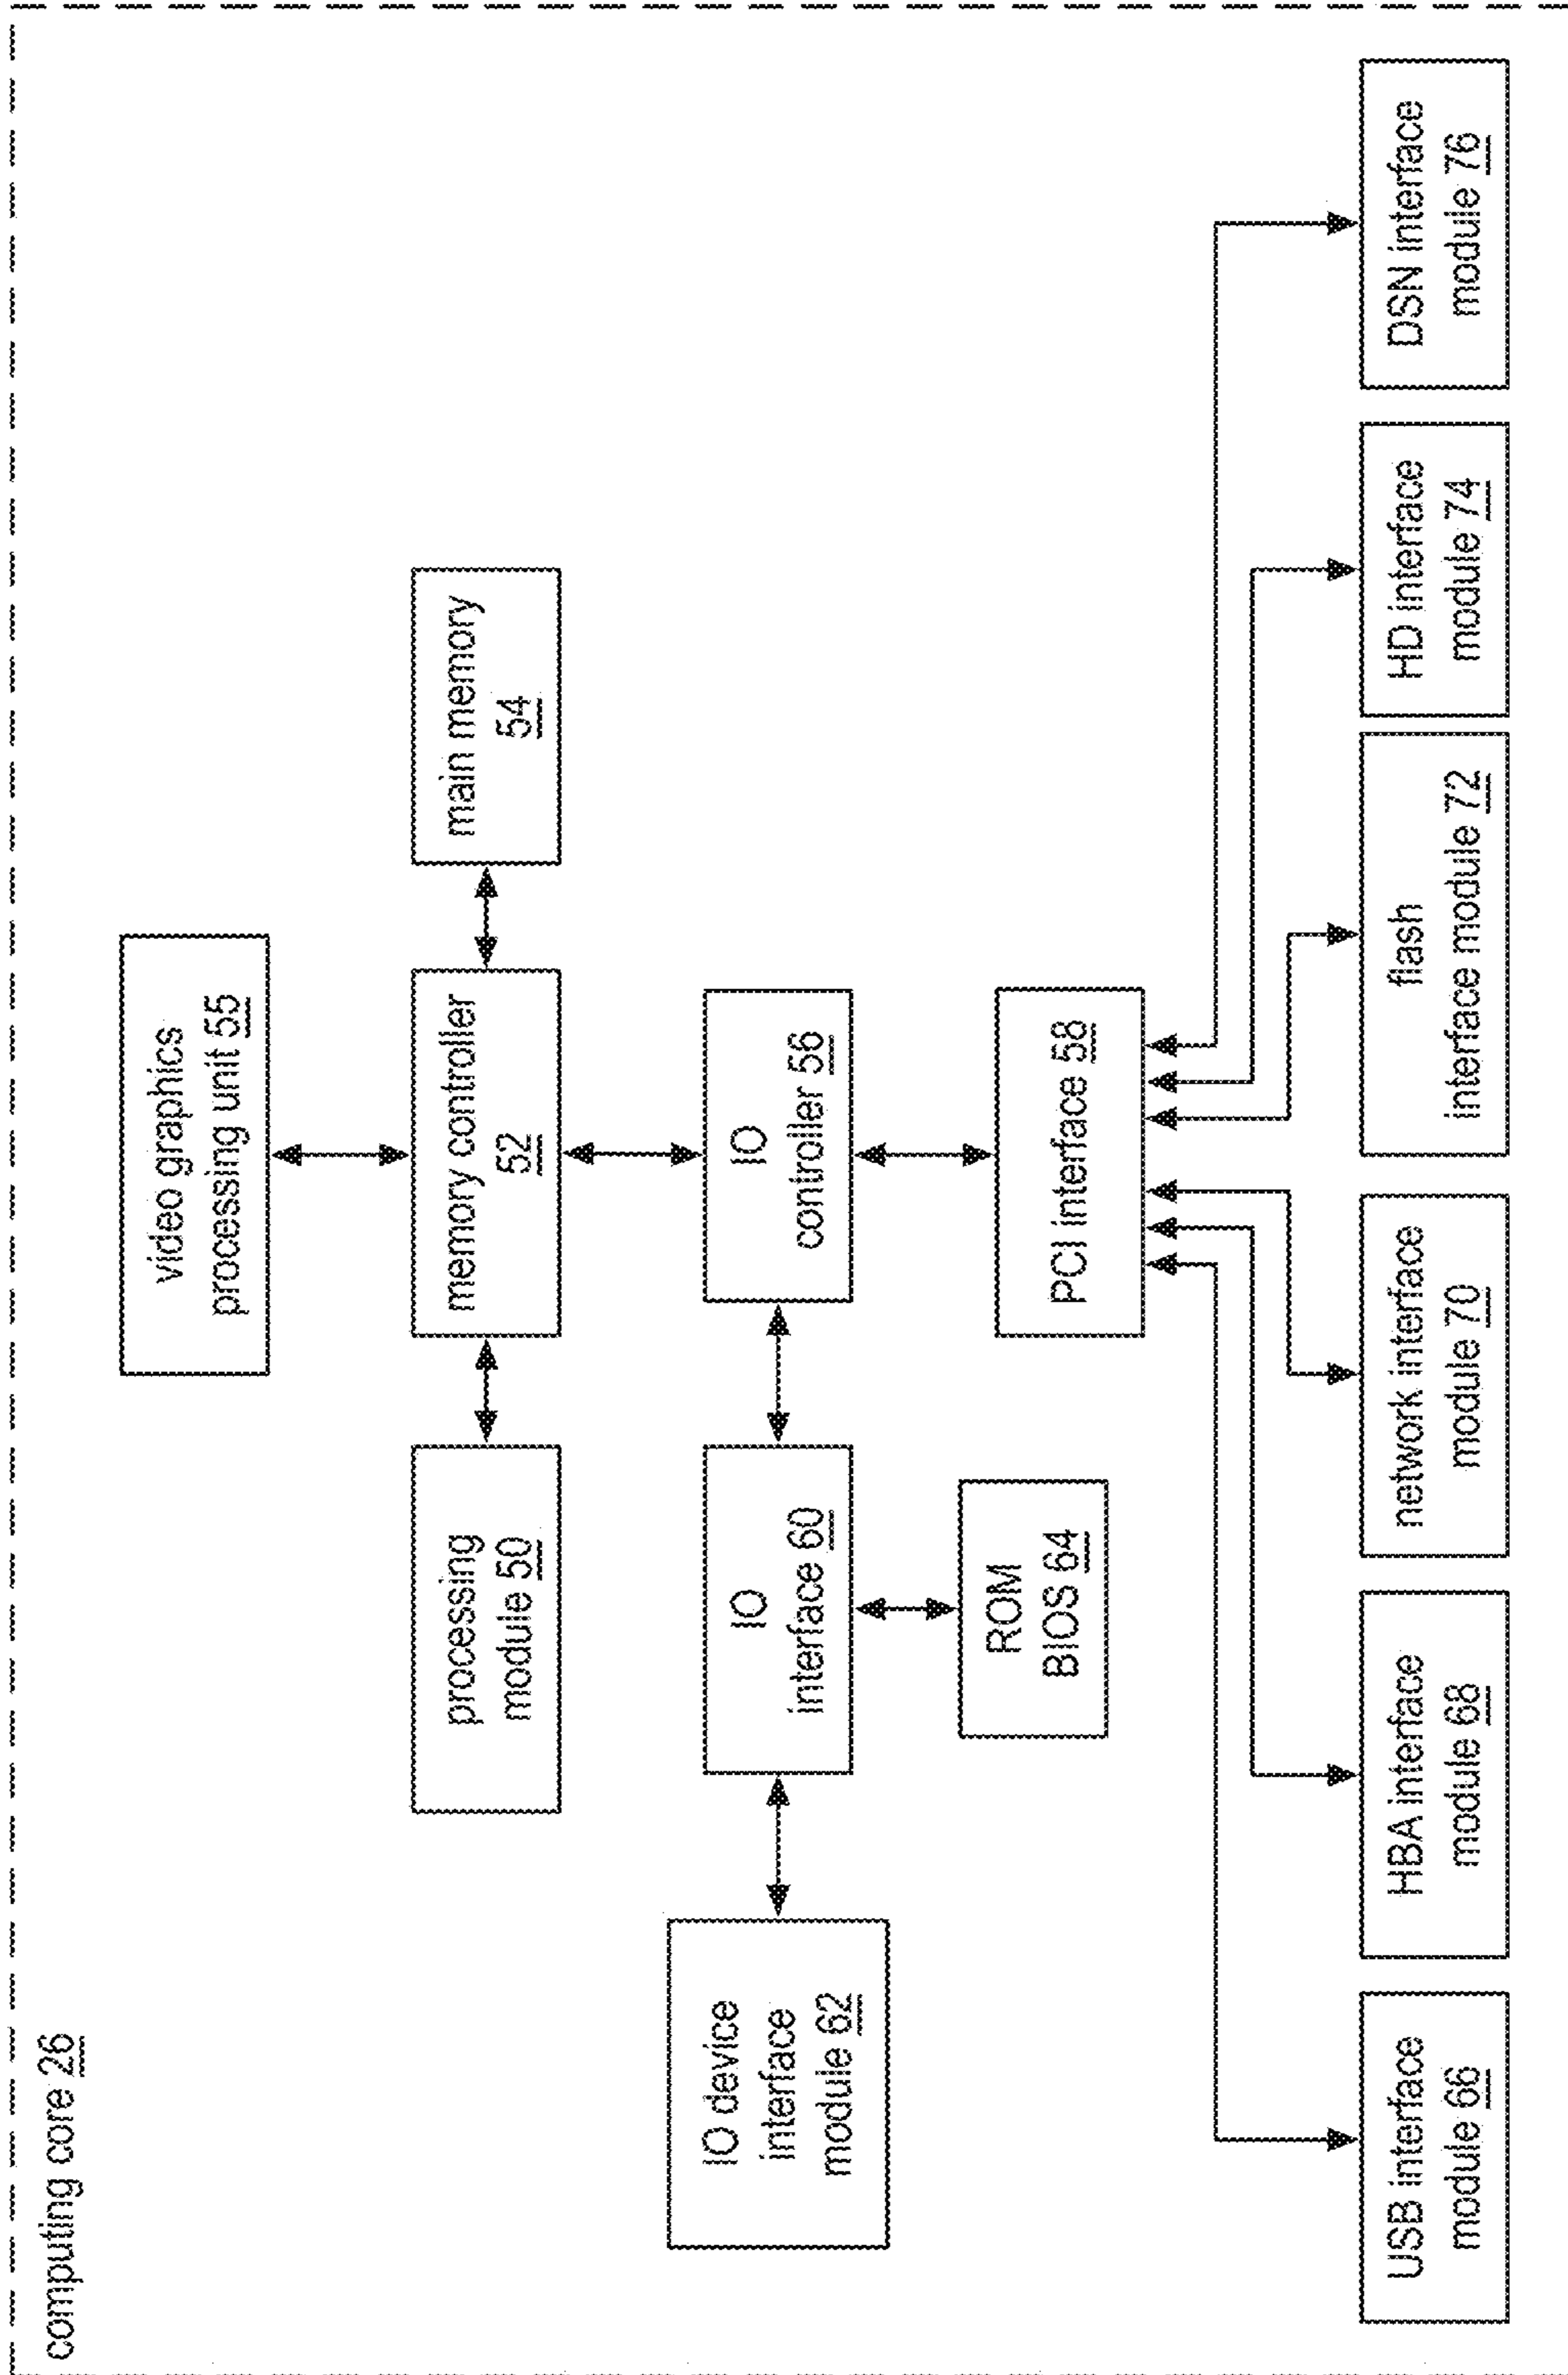 computing core 26
video graphics
processing unit 55
processing
module 50
memory controller
52
main memory
54
IO device
interface
module 62
IO
interface 60
IO
controller 56
ROM
BIOS 64
PCI interface 58
USB interface
module 66
HBA interface
module 68
network interface
module 70
flash
interface module 72
HD interface
module 74
DSN interface
module 76